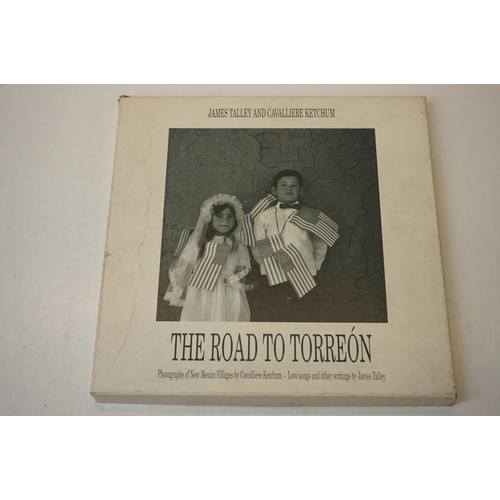 JAMES TALLEY AND CAVALLIERE KETCHUM
THE ROAD TO TORREÓN
Photographs of New Mexico Villages by Cavalliere Ketchum - Love songs and other writings by James Talley